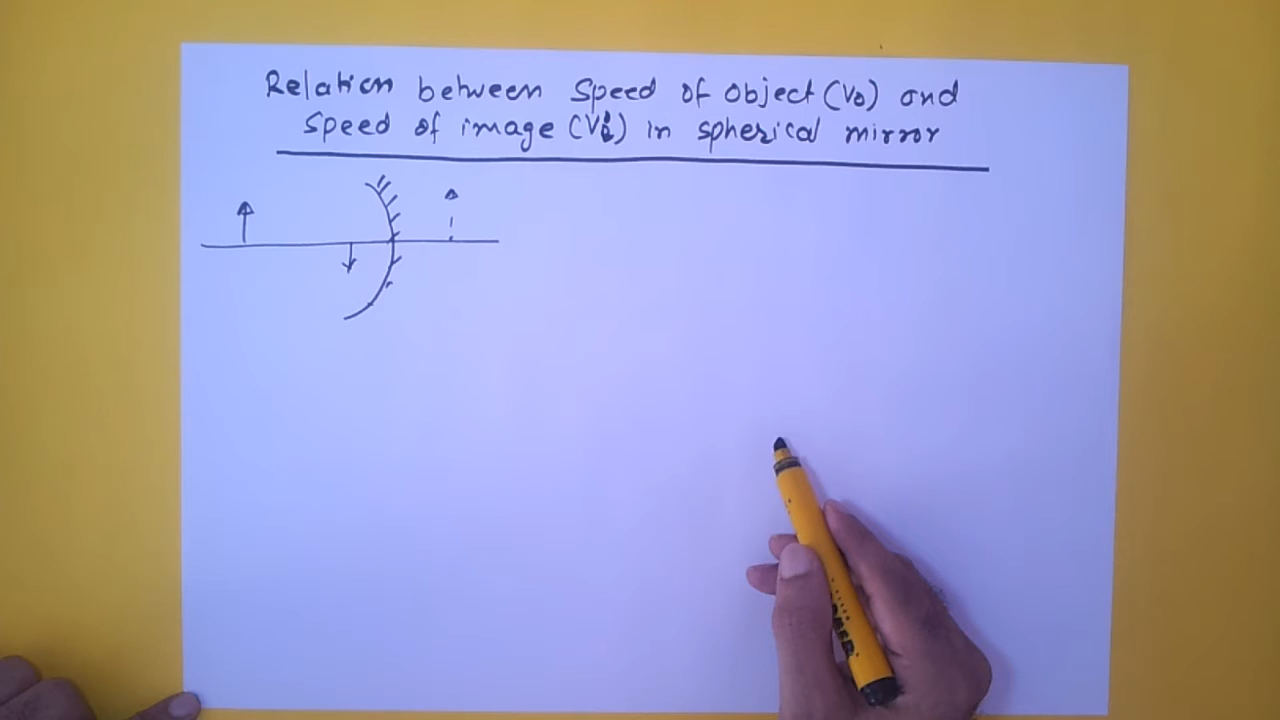 Relation between Speed of object (Vo) and
speed of image (Vi) in spherical mirror